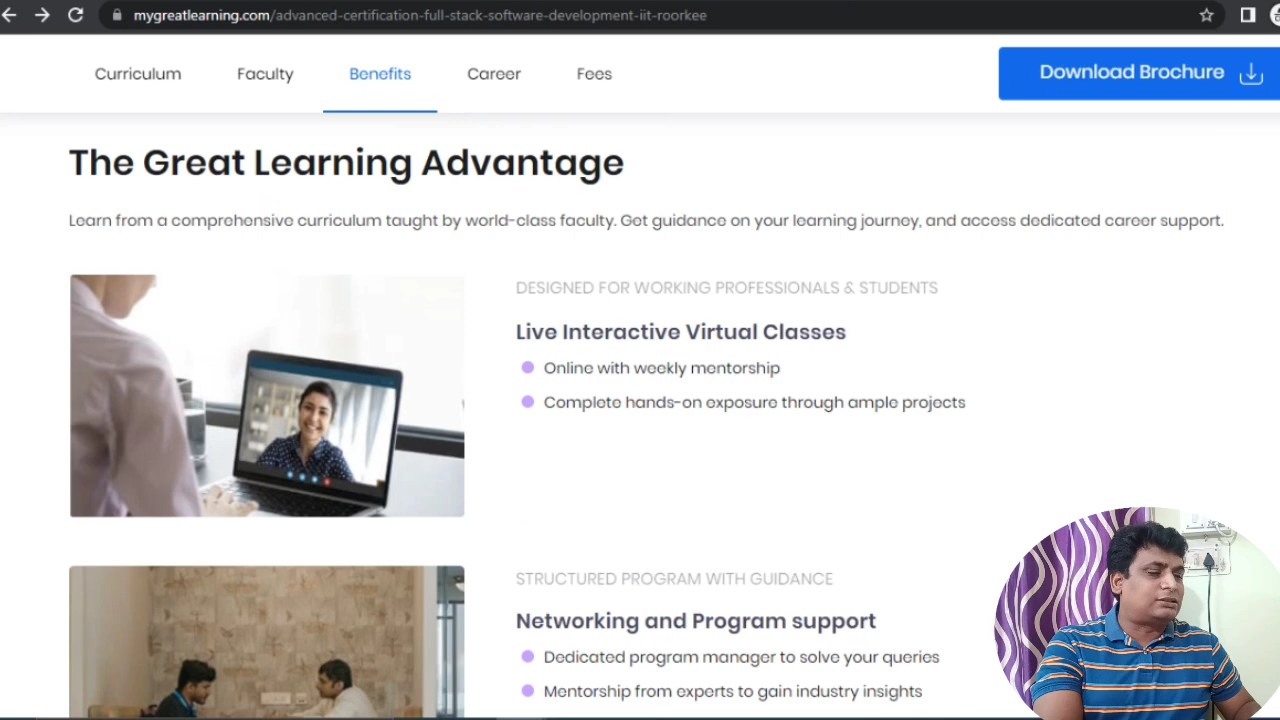 mygreatlearning.com/advanced-certification-full-stack-software-development-iit-roorkee
Curriculum
Faculty
Benefits
Career
Fees
Download Brochure
The Great Learning Advantage
Learn from a comprehensive curriculum taught by world-class faculty. Get guidance on your learning journey, and access dedicated career support.
DESIGNED FOR WORKING PROFESSIONALS & STUDENTS
Live Interactive Virtual Classes
Online with weekly mentorship
Complete hands-on exposure through ample projects
STRUCTURED PROGRAM WITH GUIDANCE
Networking and Program support
Dedicated program manager to solve your queries
Mentorship from experts to gain industry insights